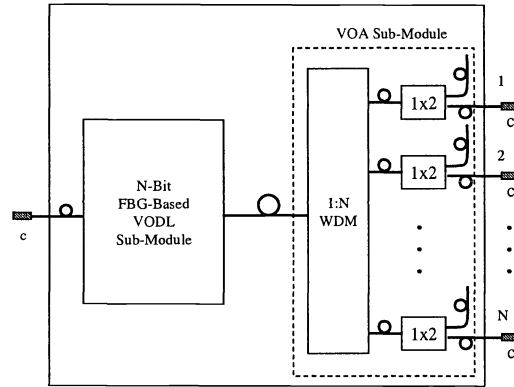 VOA Sub-Module
1
1x2
c
2
1x2
c
N-Bit
FBG-Based
VODL
Sub-Module
1:N
WDM
c
N
1x2
c